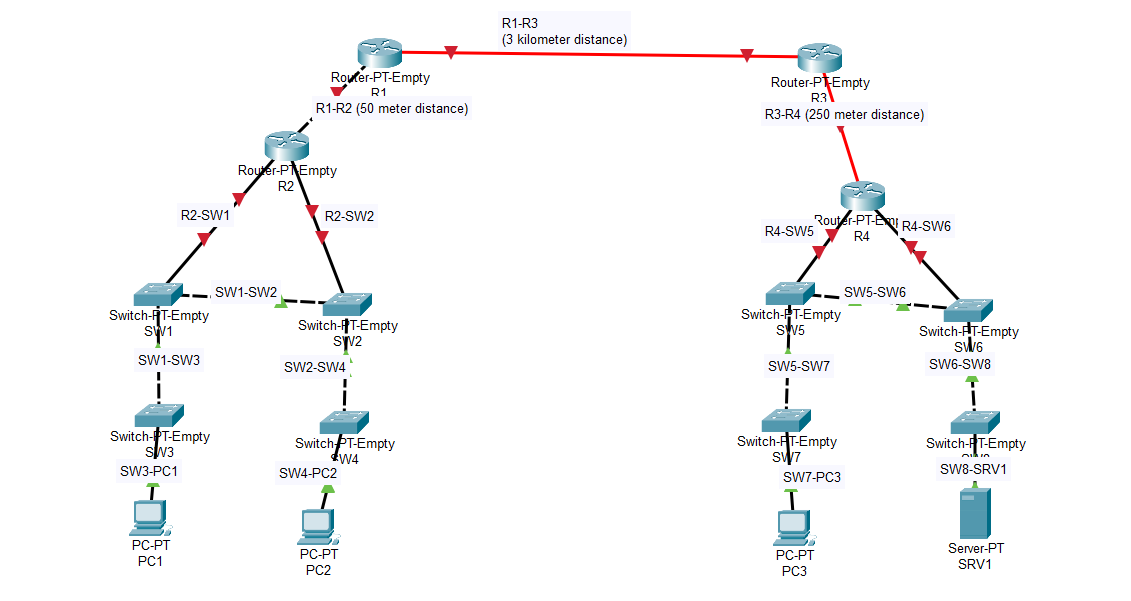 R1-R3
(3 kilometer distance)
Router-PT-Empty
R1
Router-PT-Empty
R3
R1-R2 (50 meter distance)
R3-R4 (250 meter distance)
Router-PT-Empty
R2
Router-PT-Emp
R4
R2-SW1
R2-SW2
R4-SW5
R4-SW6
SW1-SW2
SW5-SW6
Switch-PT-Empty
SW1
Switch-PT-Empty
SW2
Switch-PT-Empty
SW5
Switch-PT-Empty
SW6
SW1-SW3
SW2-SW4
SW5-SW7
SW6-SW8
Switch-PT-Empty
SW3
Switch-PT-Empty
SW4
Switch-PT-Empty
SW7
Switch-PT-Empty
SW3-PC1
SW4-PC2
SW7-PC3
SW8-SRV1
PC-PT
PC1
PC-PT
PC2
PC-PT
PC3
Server-PT
SRV1